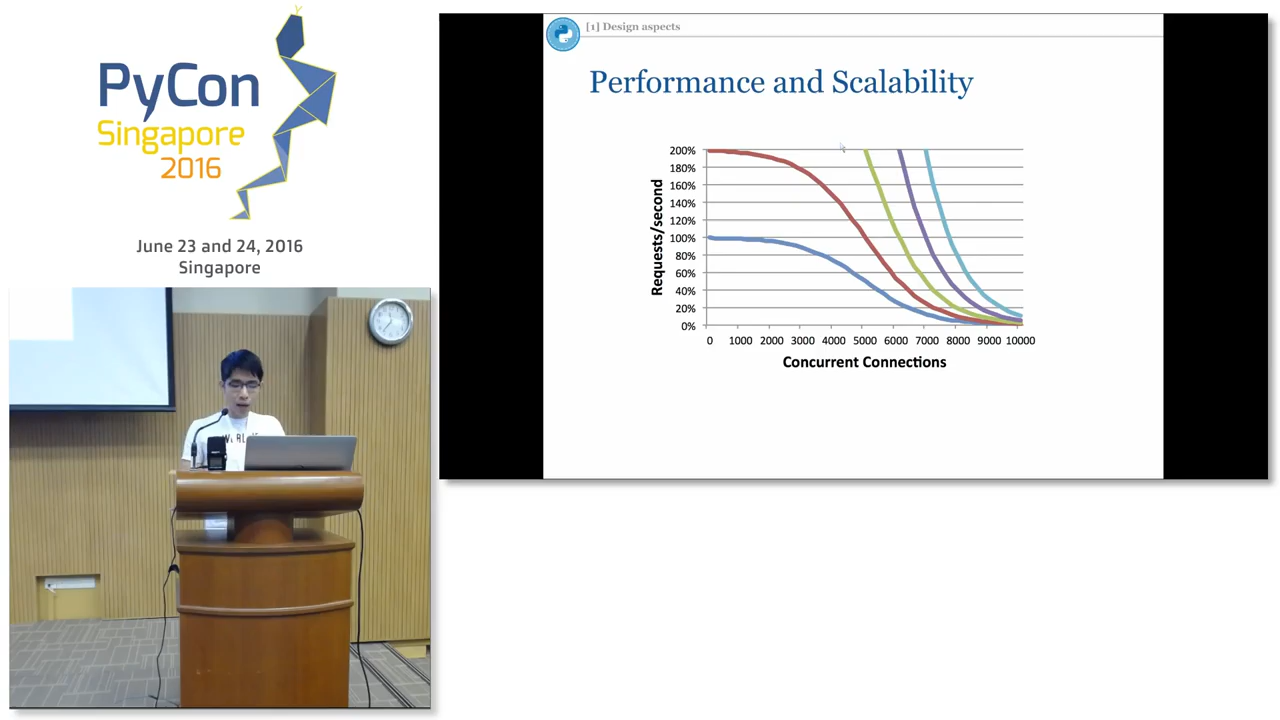 PyCon
Singapore
2016
June 23 and 24, 2016
Singapore
[1] Design aspects
Performance and Scalability
Requests/second
200%
180%
160%
140%
120%
100%
80%
60%
40%
20%
0%
0 1000 2000 3000 4000 5000 6000 7000 8000 9000 10000
Concurrent Connections